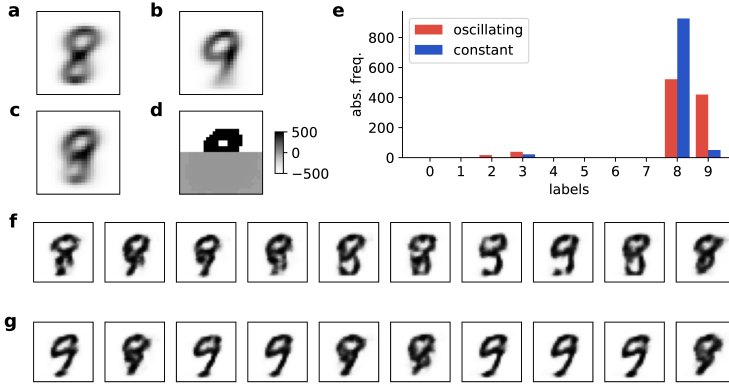 a
b
e
oscillating
constant
abs. freq.
800
600
400
200
0
0 1 2 3 4 5 6 7 8 9
labels
c
d
500
0
−500
f
g